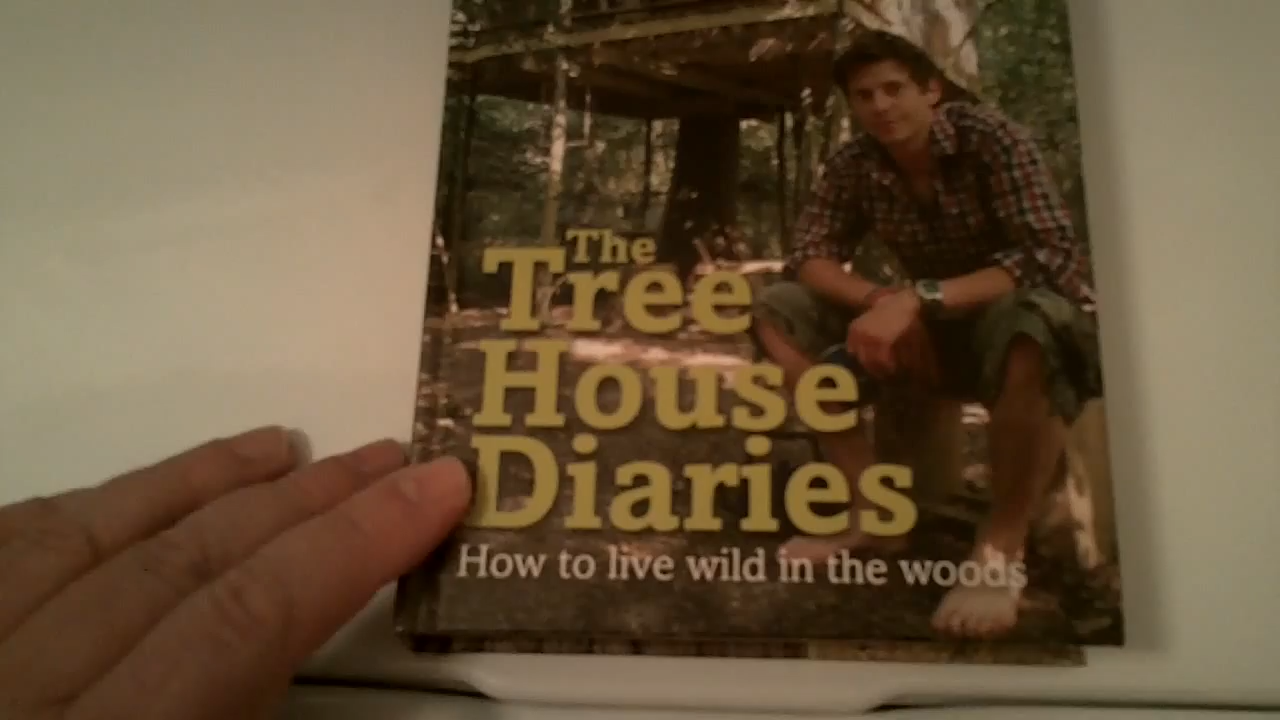 The
Tree
House
Diaries
How to live wild in the woods